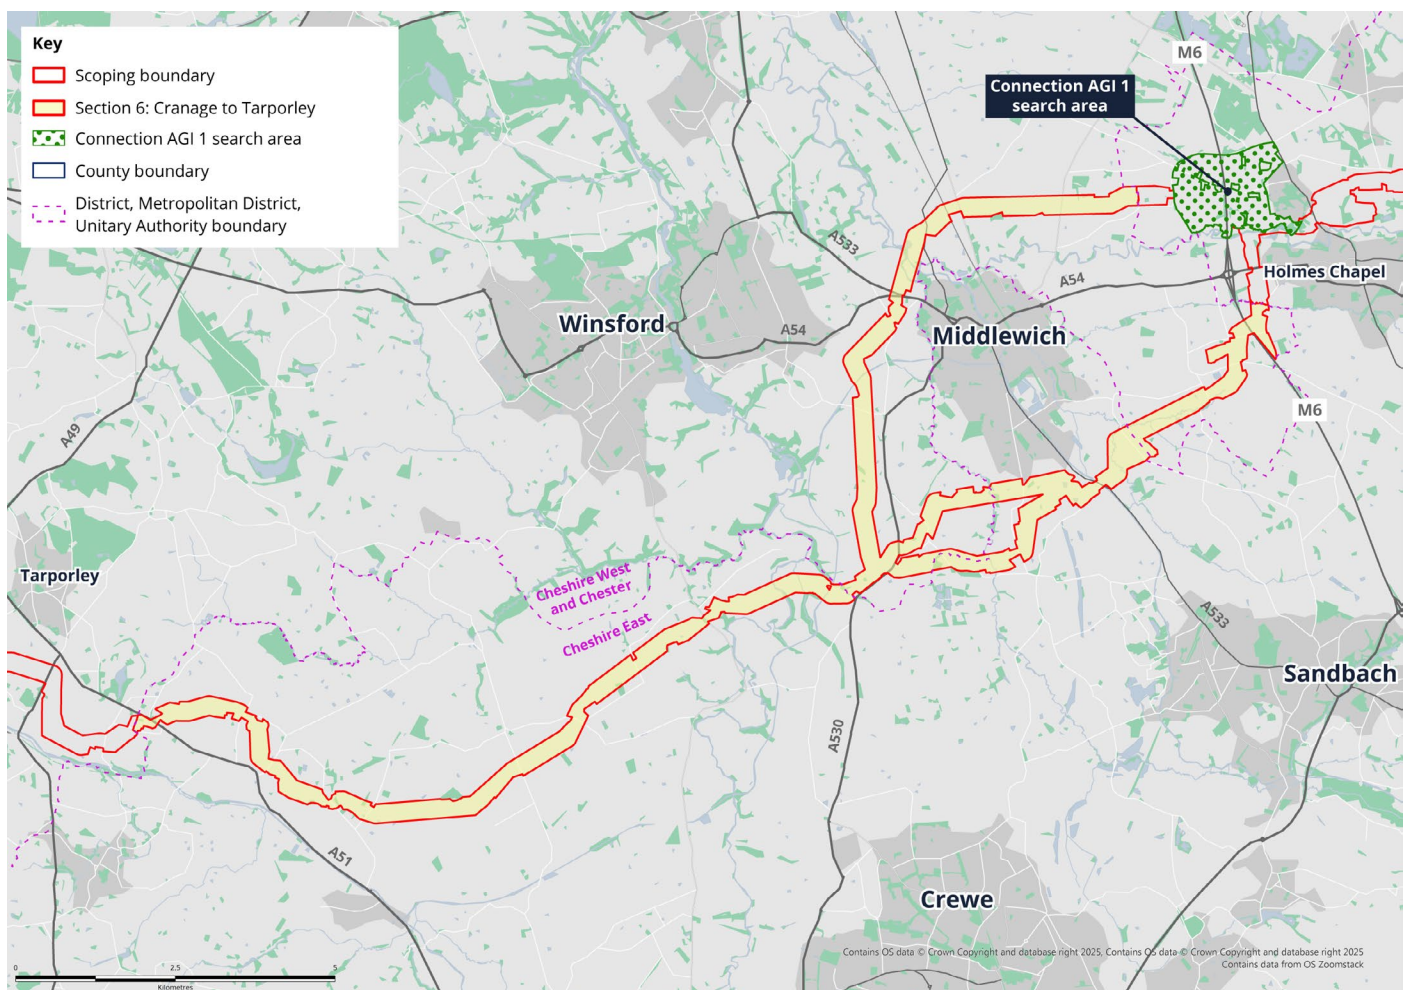 Key
Scoping boundary
Section 6: Cranage to Tarporley
Connection AGI 1 search area
County boundary
District, Metropolitan District,
Unitary Authority boundary
M6
Connection AGI 1
search area
A533
A54
Holmes Chapel
Winsford
A54
Middlewich
M6
A49
Tarporley
Cheshire West
and Chester
Cheshire East
A533
Sandbach
A530
A51
Crewe
Contains OS data © Crown Copyright and database right 2025, Contains OS data © Crown Copyright and database right 2025
Contains data from OS Zoomstack
0 2.5 5
Kilometres